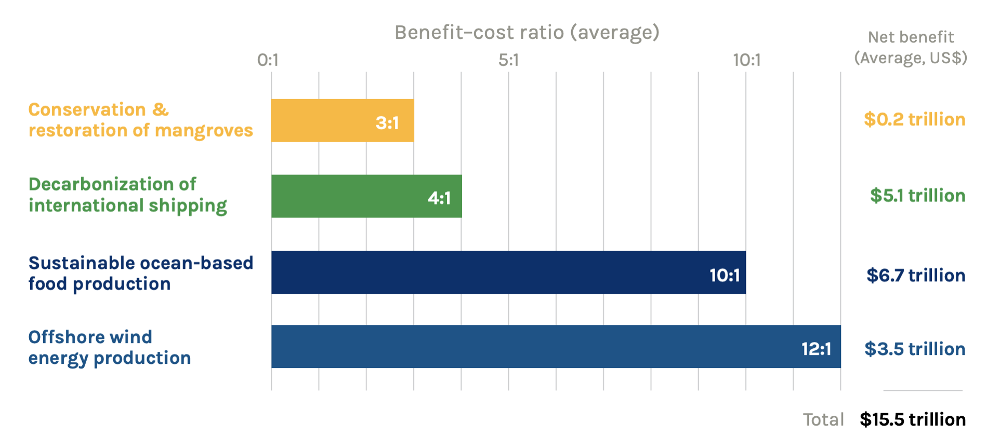 Benefit–cost ratio (average)
Net benefit
(Average, US$)
0:1
5:1
10:1
Conservation &
restoration of mangroves
3:1
$0.2 trillion
Decarbonization of
international shipping
4:1
$5.1 trillion
Sustainable ocean-based
food production
10:1
$6.7 trillion
Offshore wind
energy production
12:1
$3.5 trillion
Total $15.5 trillion